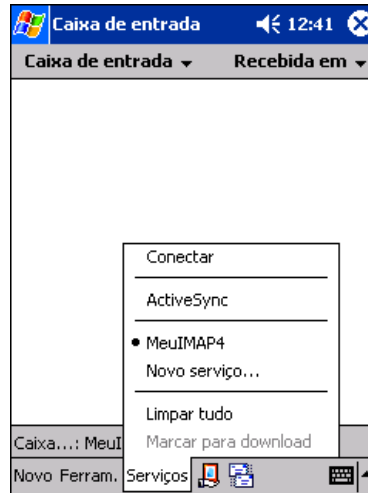 Caixa de entrada 12:41
Caixa de entrada Recebida em
Conectar
ActiveSync
MeuIMAP4
Novo serviço...
Limpar tudo
Marcar para download
Caixa...: MeuI
Novo Ferram. Serviços